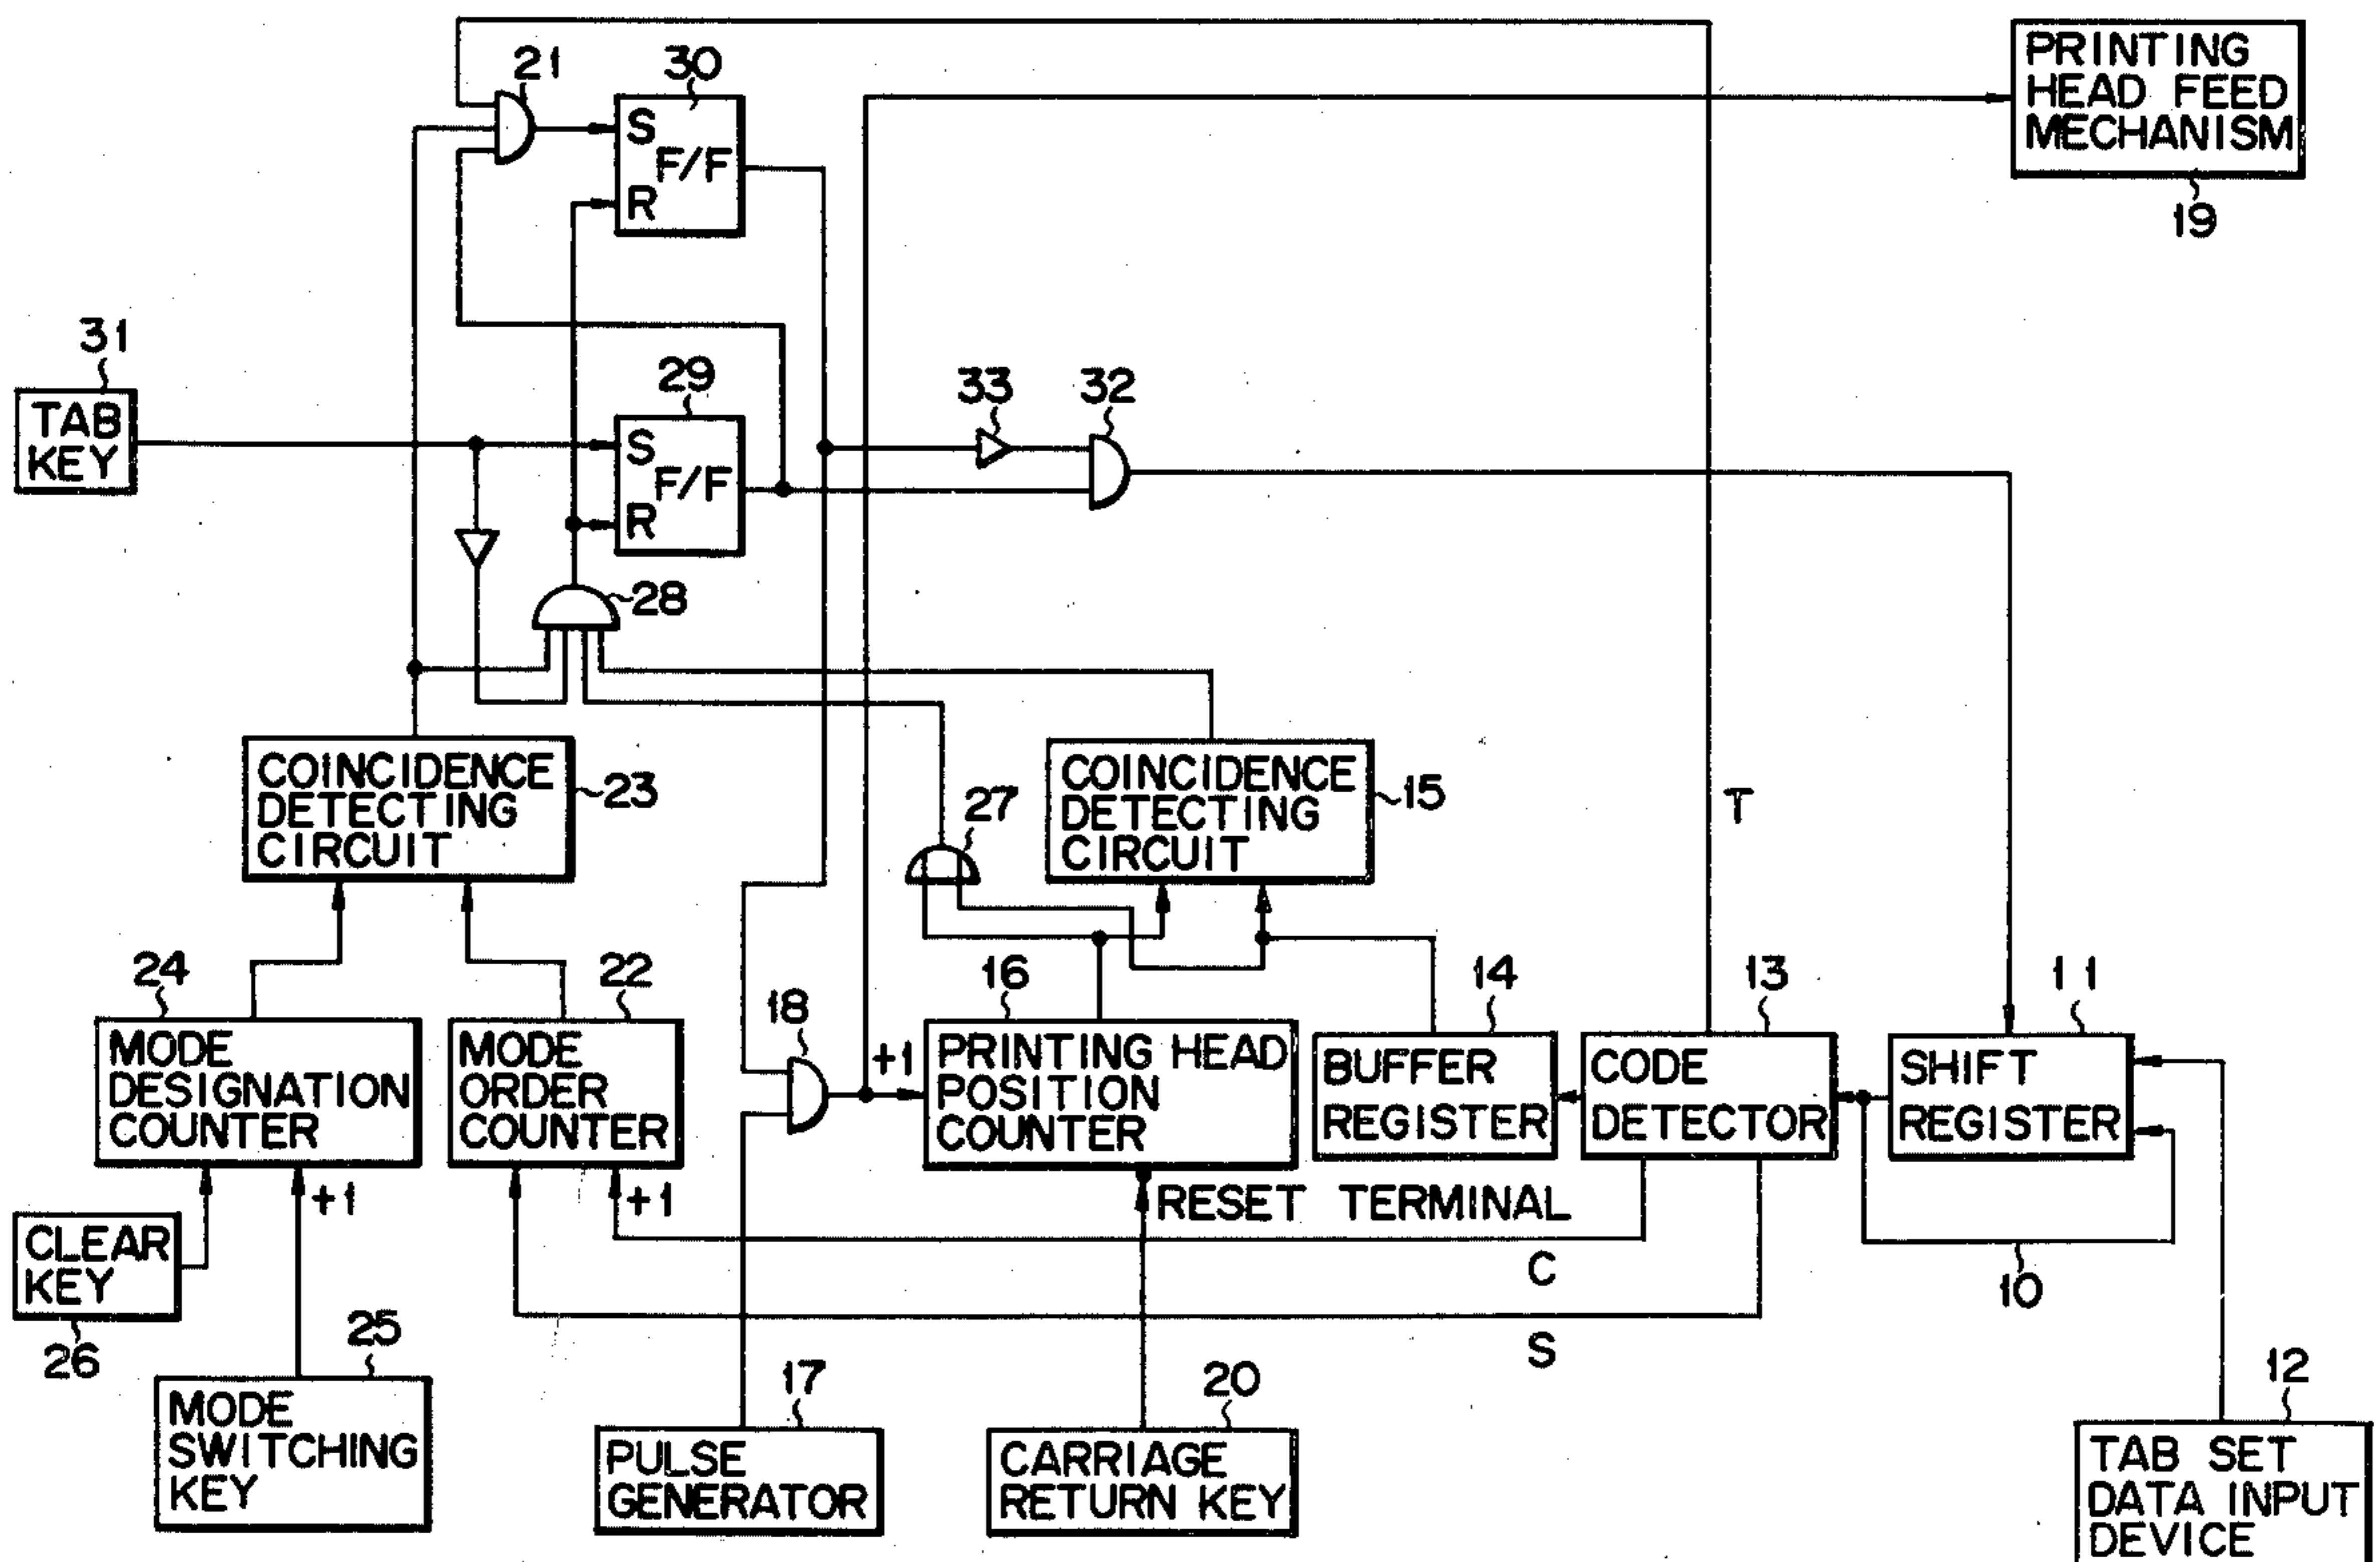 21
30
S
F/F
R
PRINTING
HEAD FEED
MECHANISM
19
31
TAB
KEY
29
S
F/F
R
33
32
28
COINCIDENCE
DETECTING
CIRCUIT
23
27
COINCIDENCE
DETECTING
CIRCUIT
15
T
24
MODE
DESIGNATION
COUNTER
22
MODE
ORDER
COUNTER
18
+1
16
PRINTING HEAD
POSITION
COUNTER
14
BUFFER
REGISTER
13
CODE
DETECTOR
11
SHIFT
REGISTER
+1
+1
RESET TERMINAL
CLEAR
KEY
26
C
10
25
MODE
SWITCHING
KEY
S
17
PULSE
GENERATOR
20
CARRIAGE
RETURN KEY
12
TAB SET
DATA INPUT
DEVICE